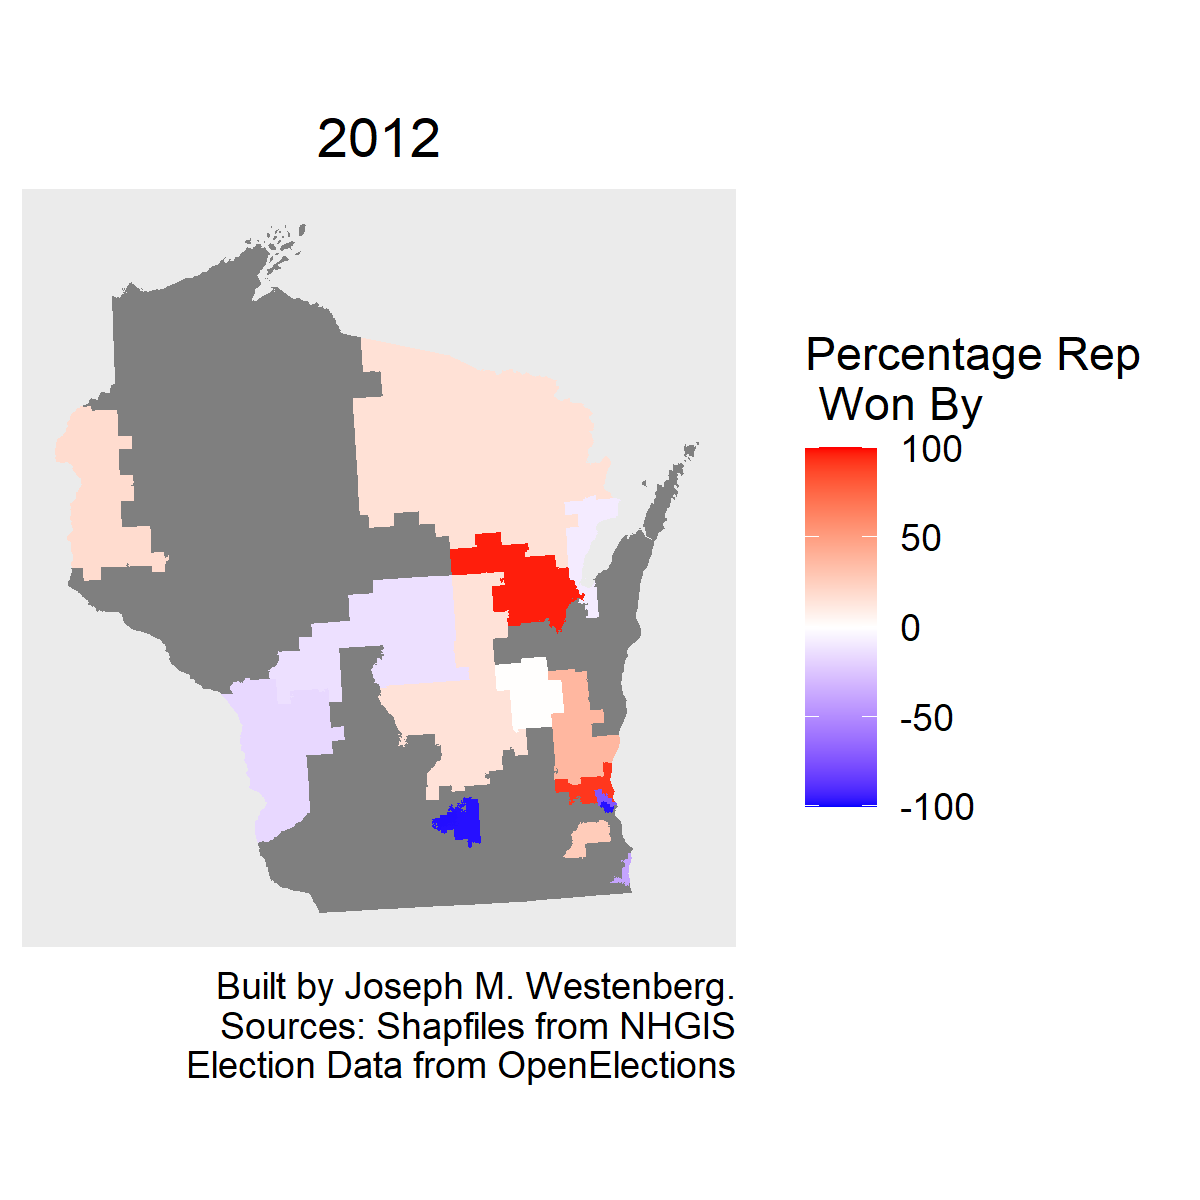 2012
Percentage Rep
Won By
100
50
0
-50
-100
Built by Joseph M. Westenberg.
Sources: Shapfiles from NHGIS
Election Data from OpenElections